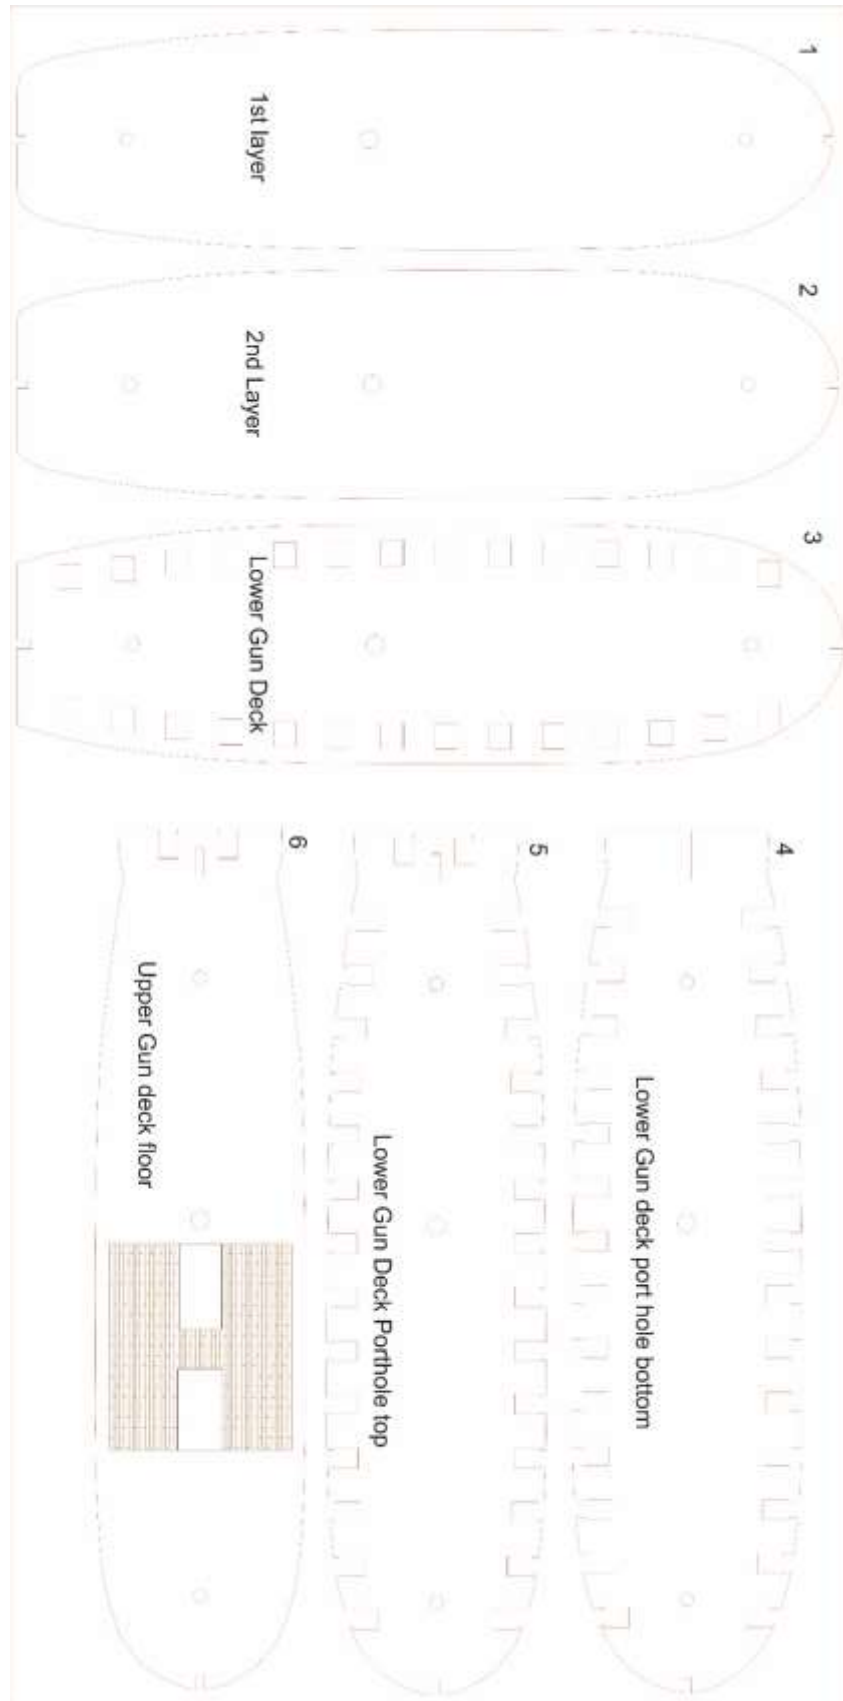 1
1st layer
2
2nd Layer
3
Lower Gun Deck
4
Lower Gun deck port hole bottom
5
Lower Gun Deck Porthole top
6
Upper Gun deck floor